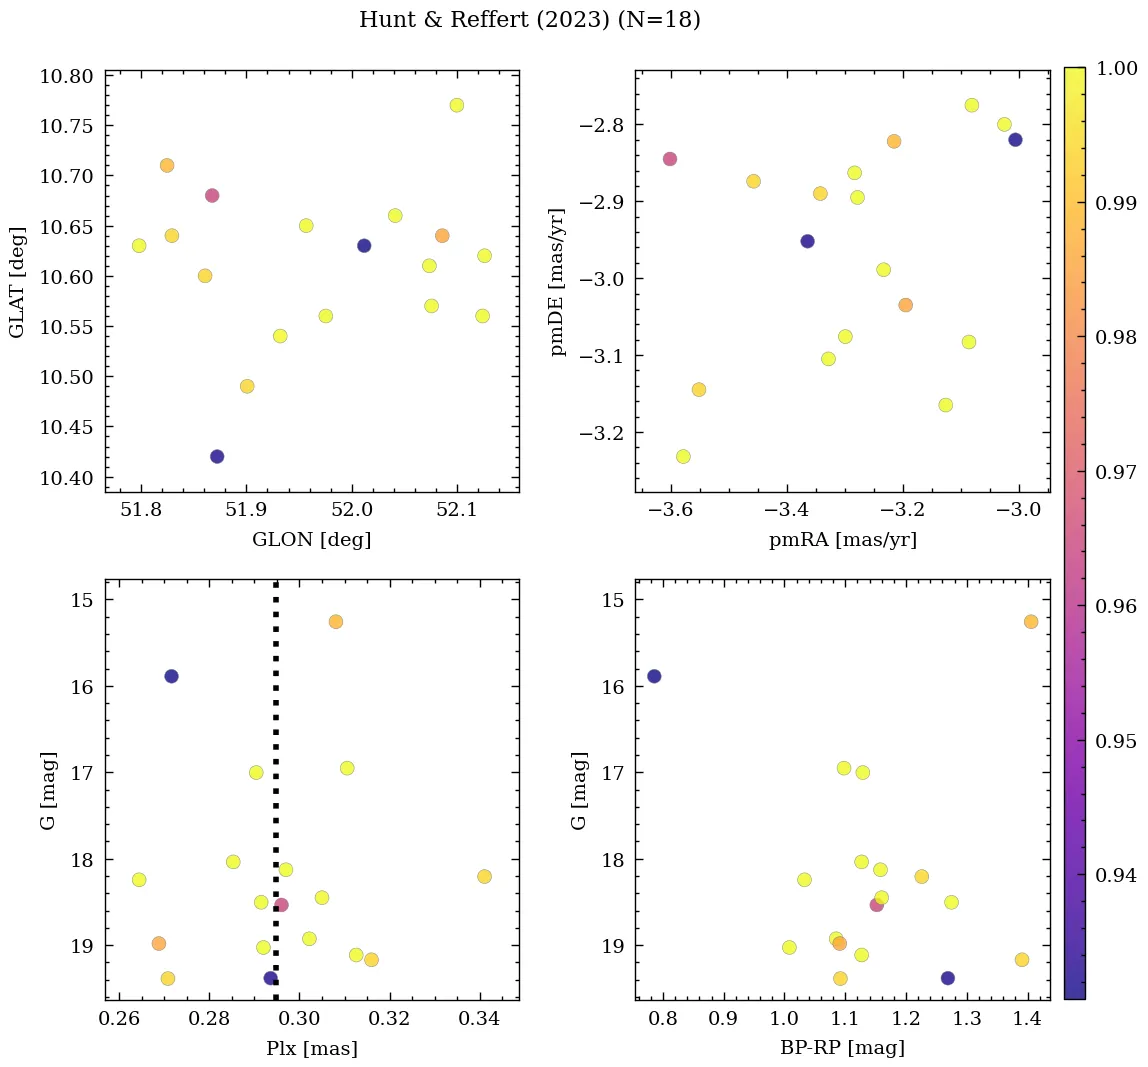 Hunt & Reffert (2023) (N=18)
10.80
10.75
10.70
10.65
10.60
10.55
10.50
10.45
10.40
GLAT [deg]
51.8 51.9 52.0 52.1
GLON [deg]
−2.8
−2.9
−3.0
−3.1
−3.2
pmDE [mas/yr]
−3.6 −3.4 −3.2 −3.0
pmRA [mas/yr]
15
16
17
18
19
G [mag]
0.26 0.28 0.30 0.32 0.34
Plx [mas]
15
16
17
18
19
G [mag]
0.8 0.9 1.0 1.1 1.2 1.3 1.4
BP-RP [mag]
1.00
0.99
0.98
0.97
0.96
0.95
0.94